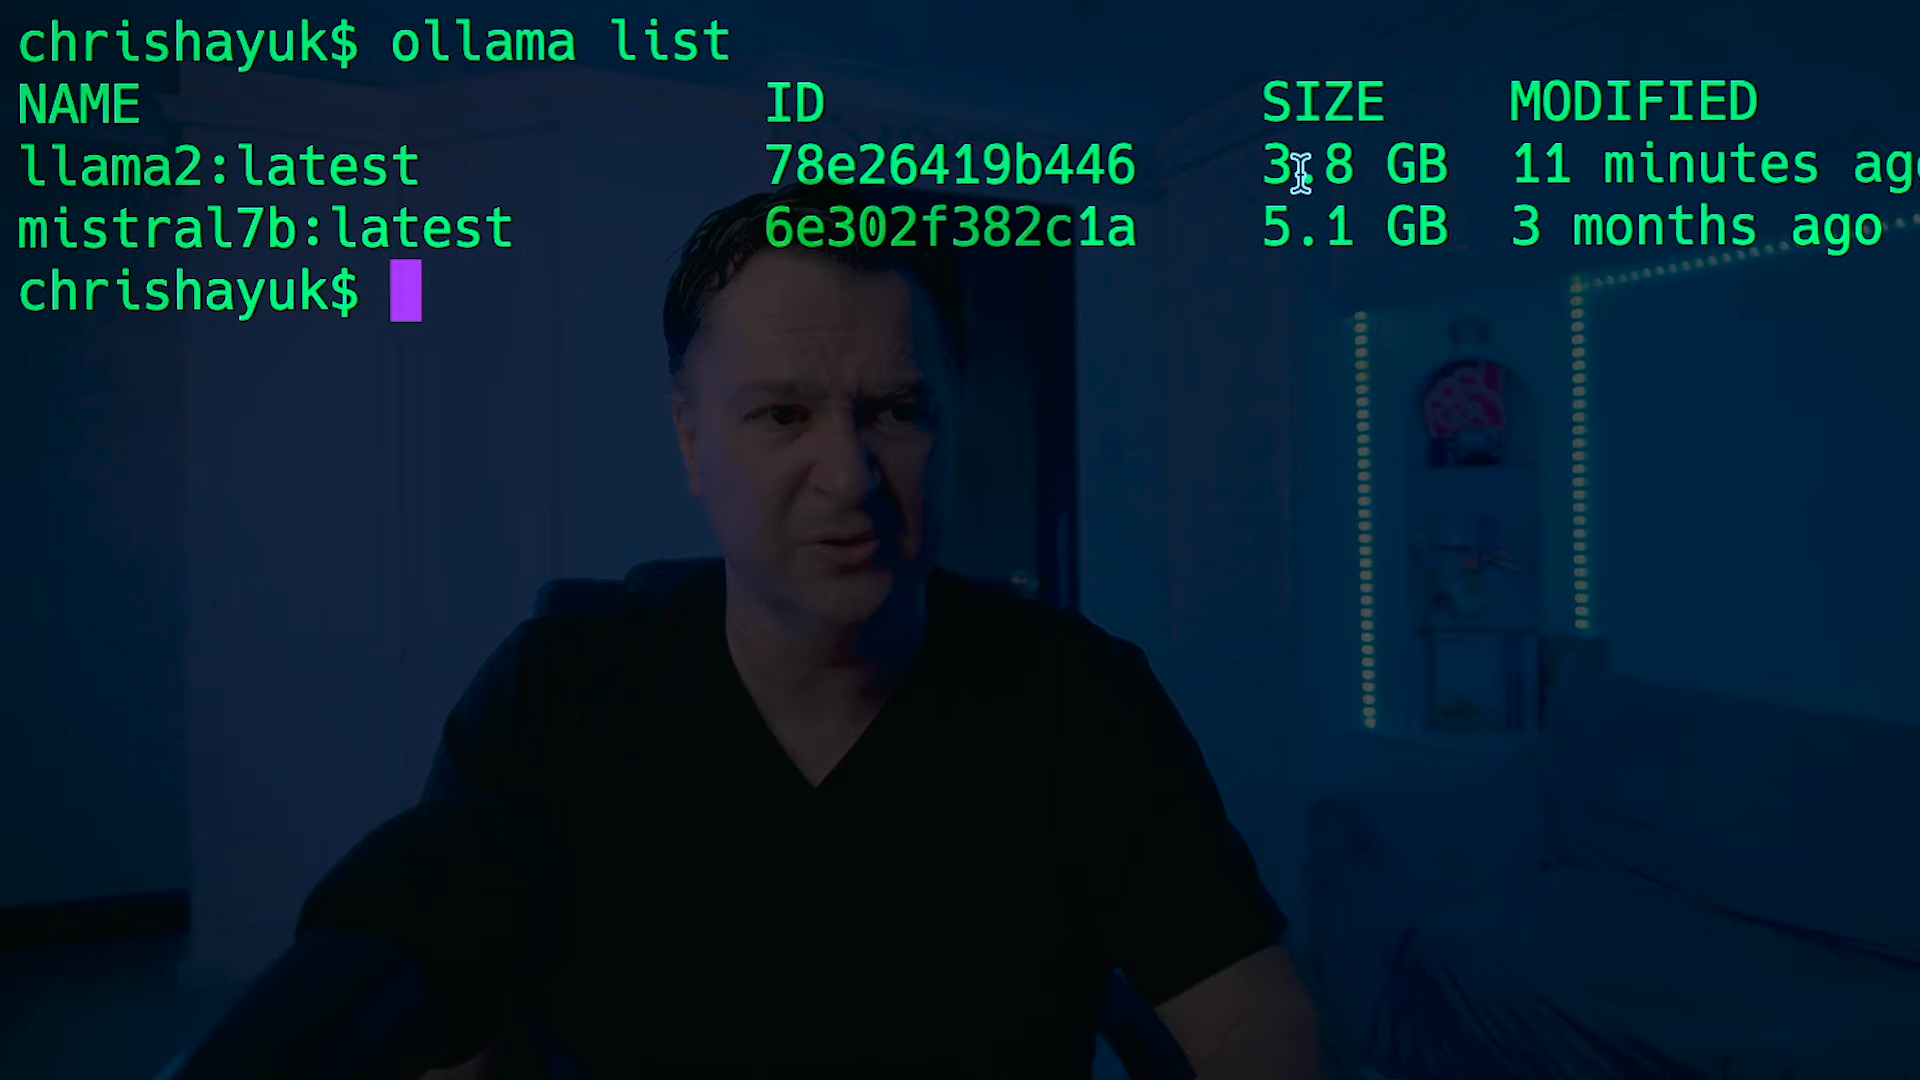 chrishayuk$ ollama list
NAME ID SIZE MODIFIED
llama2:latest 78e26419b446 3.8 GB 11 minutes ago
mistral7b:latest 6e302f382c1a 5.1 GB 3 months ago
chrishayuk$